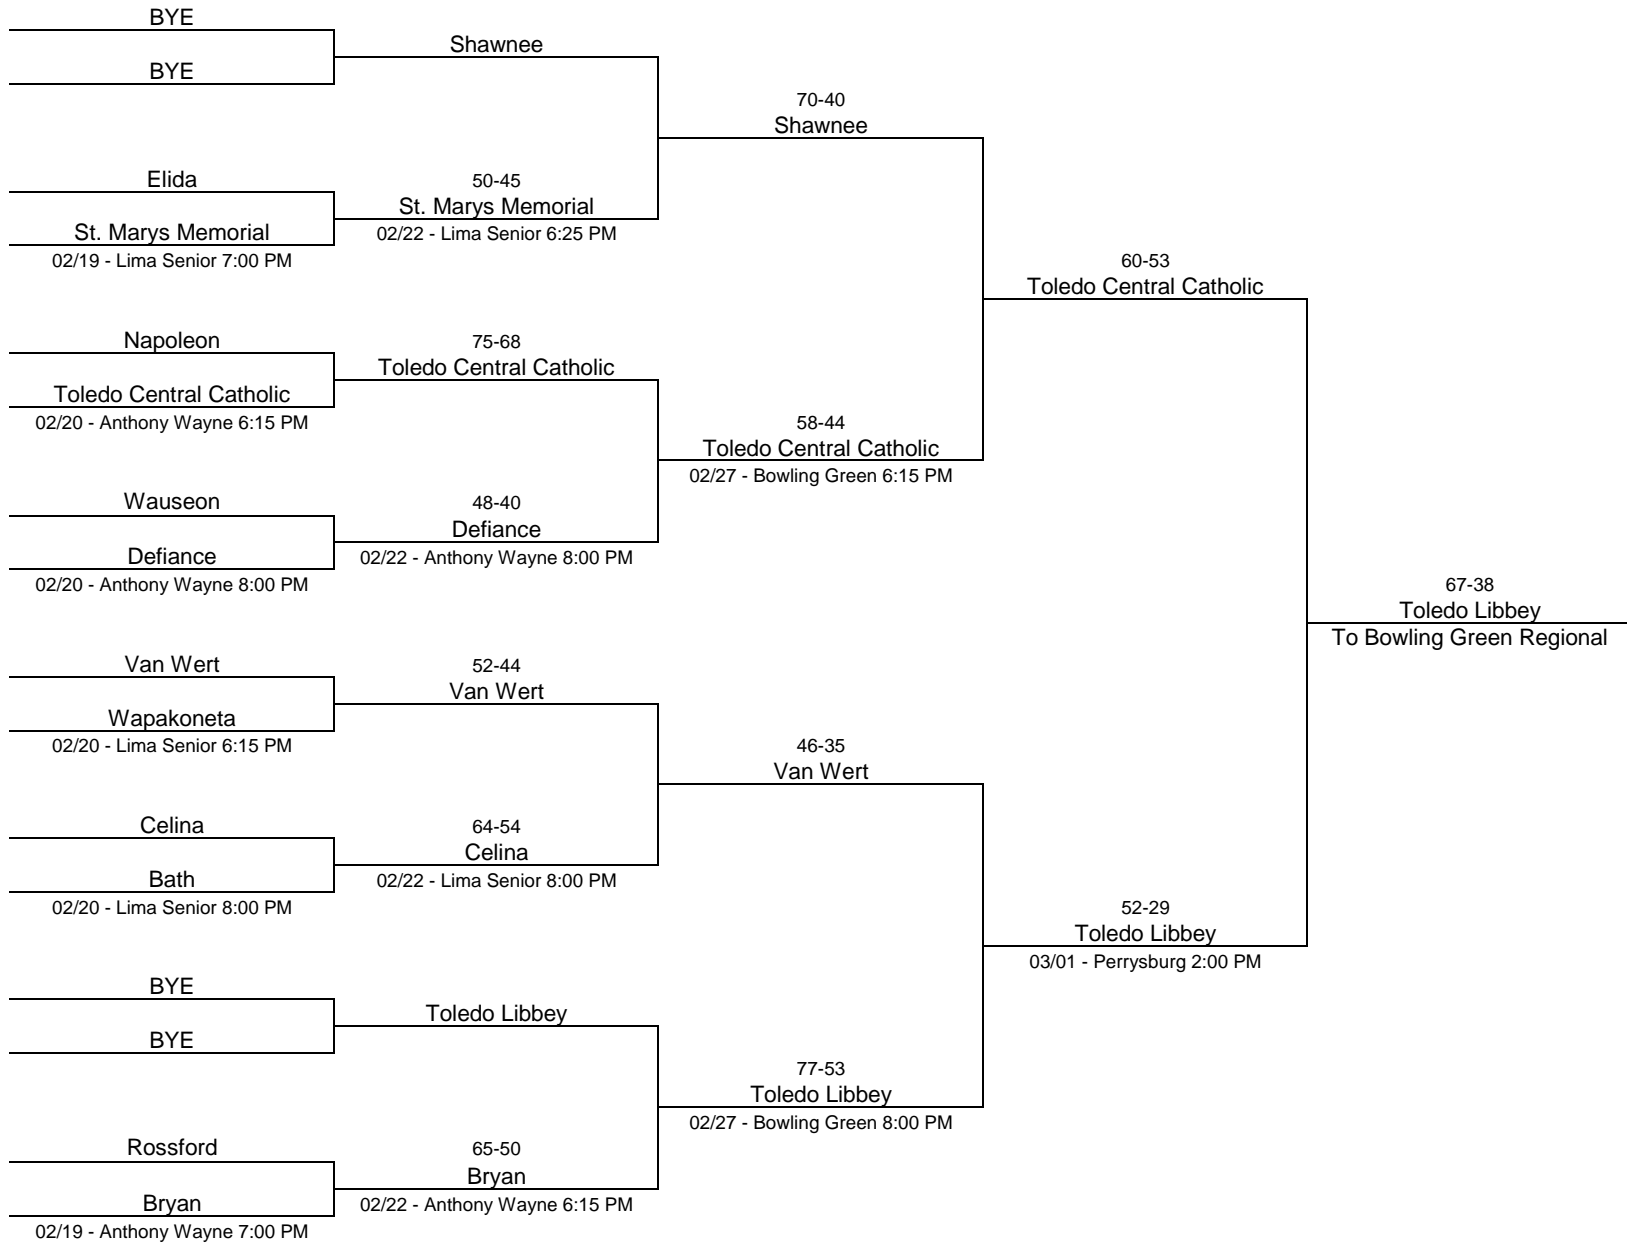 BYE
BYE
Elida
St. Marys Memorial
02/19 - Lima Senior 7:00 PM
Napoleon
Toledo Central Catholic
02/20 - Anthony Wayne 6:15 PM
Wauseon
Defiance
02/20 - Anthony Wayne 8:00 PM
Van Wert
Wapakoneta
02/20 - Lima Senior 6:15 PM
Celina
Bath
02/20 - Lima Senior 8:00 PM
BYE
BYE
Rossford
Bryan
02/19 - Anthony Wayne 7:00 PM
Shawnee
50-45
St. Marys Memorial
02/22 - Lima Senior 6:25 PM
75-68
Toledo Central Catholic
48-40
Defiance
02/22 - Anthony Wayne 8:00 PM
52-44
Van Wert
64-54
Celina
02/22 - Lima Senior 8:00 PM
Toledo Libbey
65-50
Bryan
02/22 - Anthony Wayne 6:15 PM
70-40
Shawnee
58-44
Toledo Central Catholic
02/27 - Bowling Green 6:15 PM
46-35
Van Wert
77-53
Toledo Libbey
02/27 - Bowling Green 8:00 PM
60-53
Toledo Central Catholic
52-29
Toledo Libbey
03/01 - Perrysburg 2:00 PM
67-38
Toledo Libbey
To Bowling Green Regional